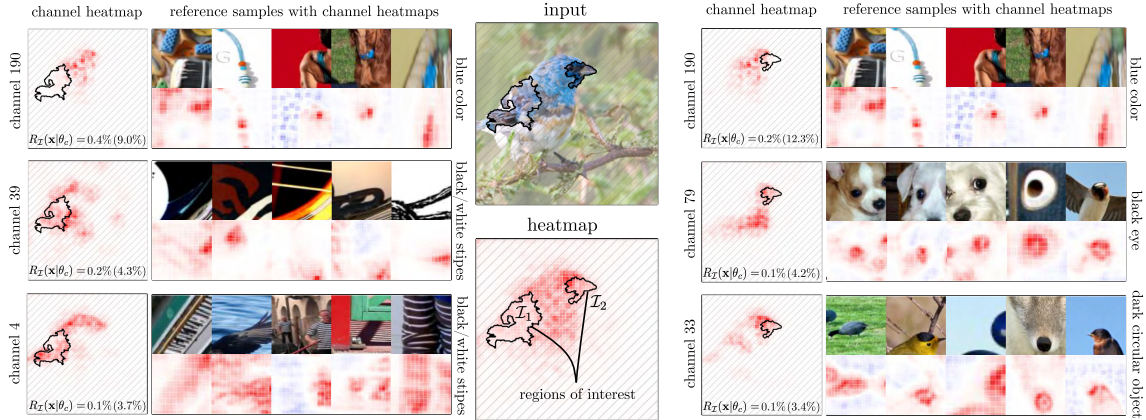 channel heatmap
reference samples with channel heatmaps
channel 190
R_I(x|θ_c) = 0.4% (9.0%)
blue color
channel 39
R_I(x|θ_c) = 0.2% (4.3%)
black/white stipes
channel 4
R_I(x|θ_c) = 0.1% (3.7%)
black/white stipes
input
heatmap
I_1
I_2
regions of interest
channel heatmap
reference samples with channel heatmaps
channel 190
R_I(x|θ_c) = 0.2% (12.3%)
blue color
channel 79
R_I(x|θ_c) = 0.1% (4.2%)
black eye
channel 33
R_I(x|θ_c) = 0.1% (3.4%)
dark circular object